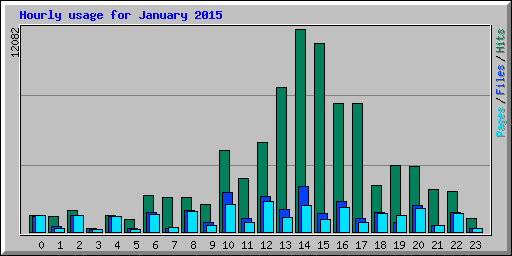 Hourly usage for January 2015
12082
Pages/Files/Hits
0 1 2 3 4 5 6 7 8 9 10 11 12 13 14 15 16 17 18 19 20 21 22 23